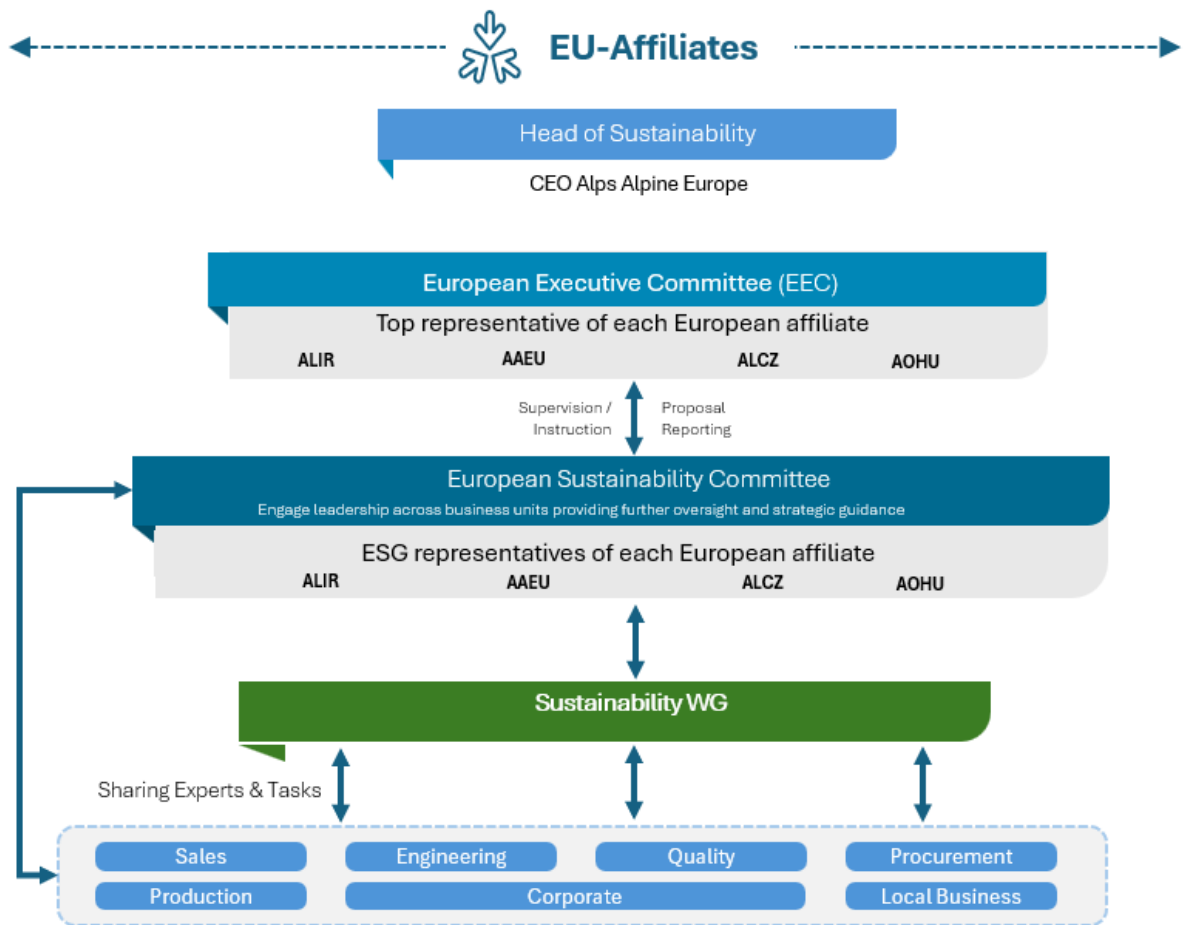 EU-Affiliates
Head of Sustainability
CEO Alps Alpine Europe
European Executive Committee (EEC)
Top representative of each European affiliate
ALIR AAEU ALCZ AOHU
Supervision / Proposal
Instruction Reporting
European Sustainability Committee
Engage leadership across business units providing further oversight and strategic guidance
ESG representatives of each European affiliate
ALIR AAEU ALCZ AOHU
Sustainability WG
Sharing Experts & Tasks
Sales Engineering Quality Procurement
Production Corporate Local Business